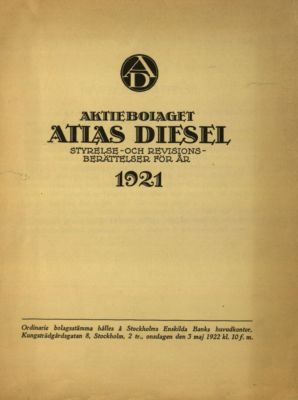 AD
AKTIEBOLAGET
ATLAS DIESEL
STYRELSE-OCH REVISIONS-
BERÄTTELSER FÖR ÅR
1921
Ordinarie bolagsstämma hålles å Stockholms Enskilda Banks huvudkontor,
Kungsträdgårdsgatan 8, Stockholm, 2 tr., onsdagen den 3 maj 1922 kl. 10 f. m.